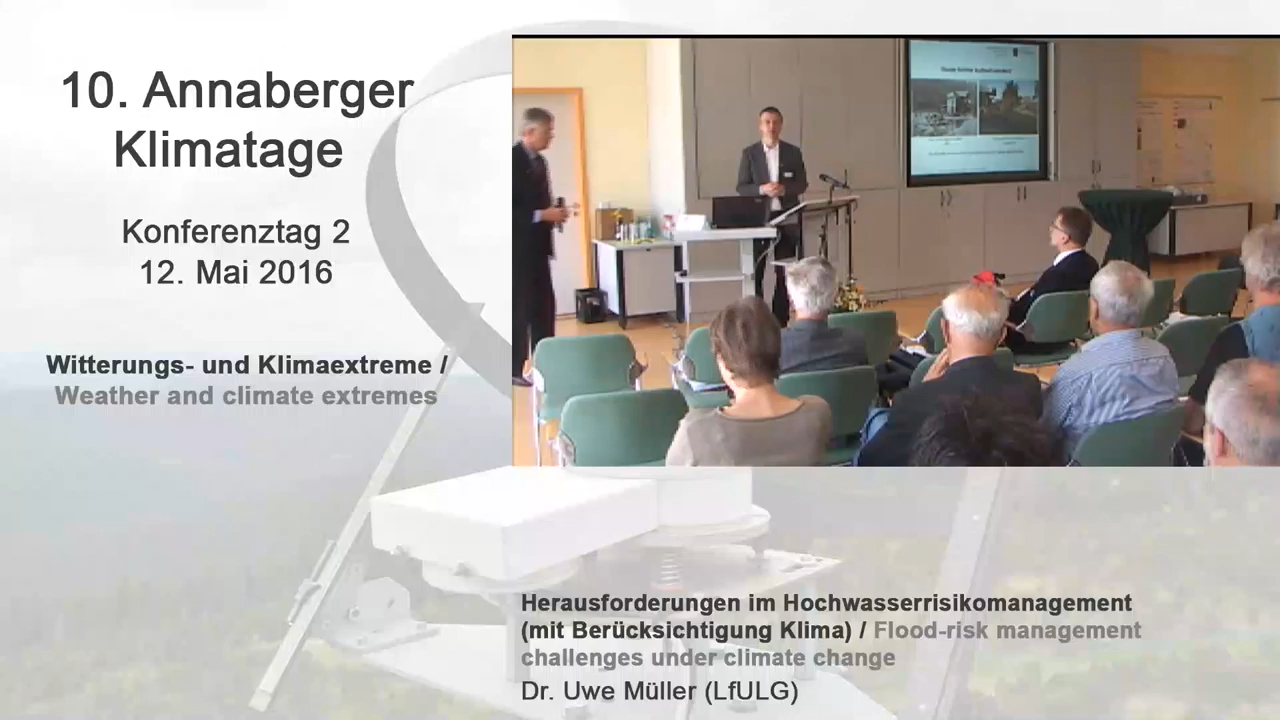 10. Annaberger
Klimatage
Konferenztag 2
12. Mai 2016
Witterungs- und Klimaextreme /
Weather and climate extremes
Herausforderungen im Hochwasserrisikomanagement
(mit Berücksichtigung Klima) / Flood-risk management
challenges under climate change
Dr. Uwe Müller (LfULG)